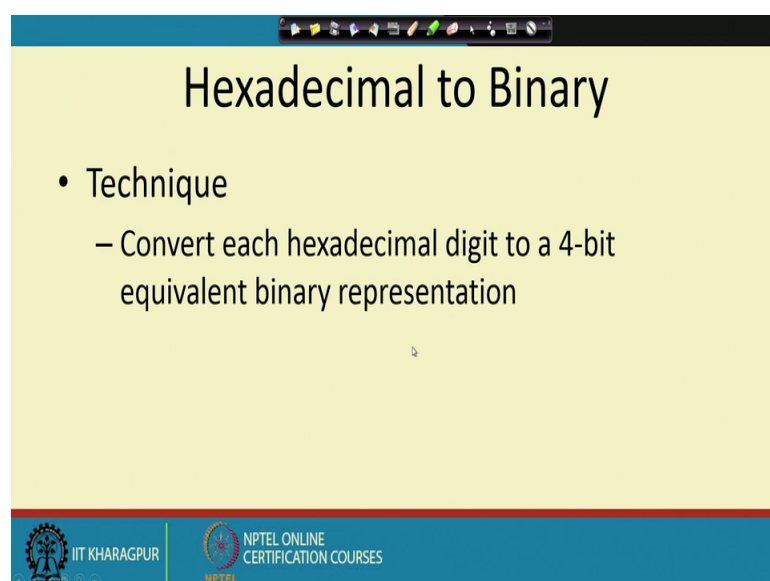 Hexadecimal to Binary
• Technique
– Convert each hexadecimal digit to a 4-bit
equivalent binary representation
IIT KHARAGPUR
NPTEL ONLINE
CERTIFICATION COURSES
NPTEL